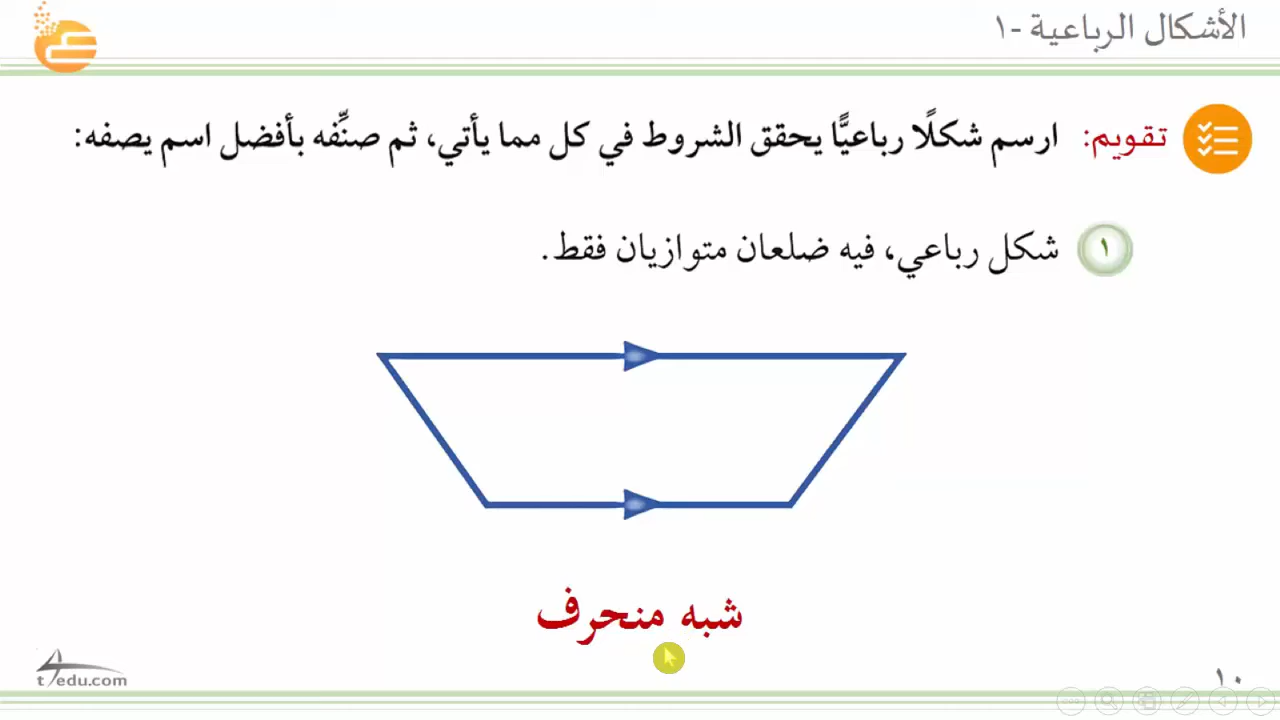 الأشكال الرباعية -١
تقويم: ارسم شكلًا رباعيًّا يحقق الشروط في كل مما يأتي، ثم صنِّفه بأفضل اسم يصفه:
١ شكل رباعي، فيه ضلعان متوازيان فقط.
شبه منحرف
t4edu.com
١٠